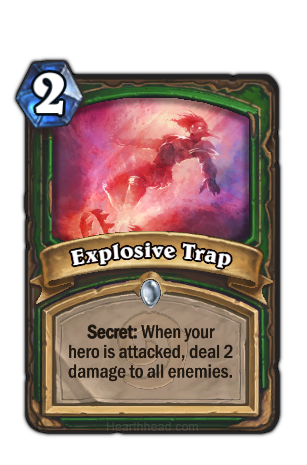 2
Explosive Trap
Secret: When your
hero is attacked, deal 2
damage to all enemies.
Hearthhead.com